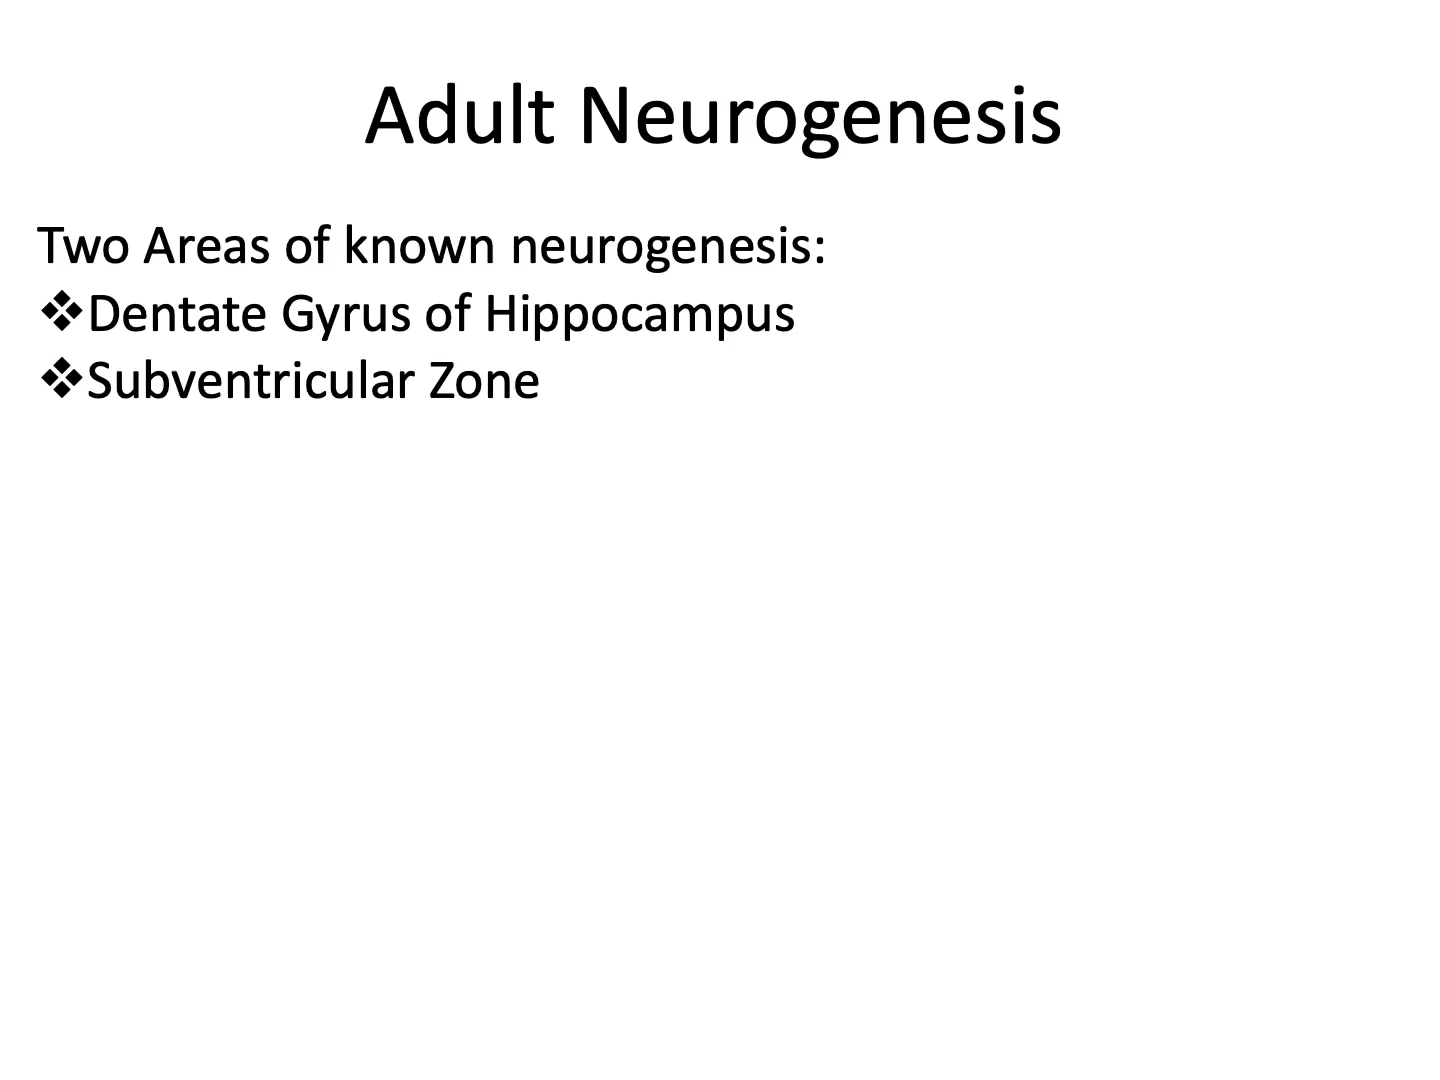 Adult Neurogenesis
Two Areas of known neurogenesis:
❖Dentate Gyrus of Hippocampus
❖Subventricular Zone